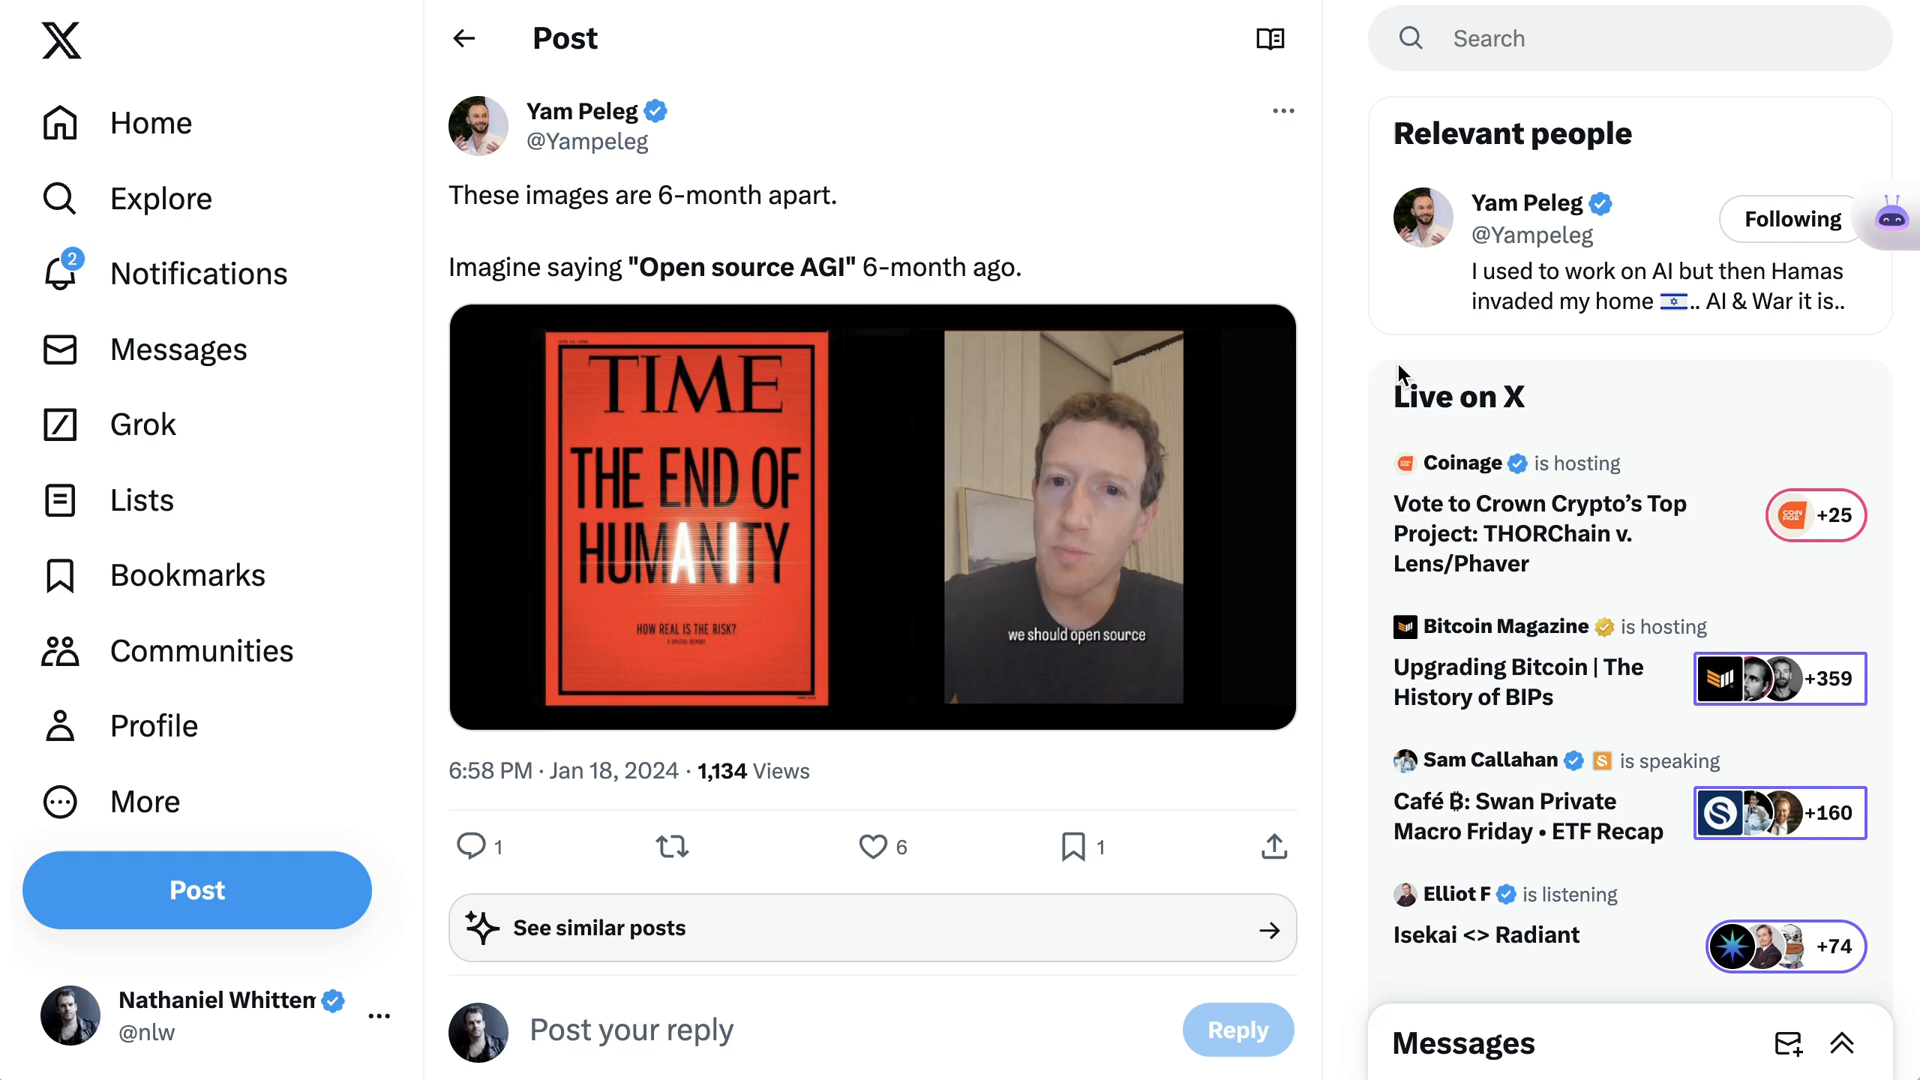 Home
Explore
2
Notifications
Messages
Grok
Lists
Bookmarks
Communities
Profile
More
Post
Nathaniel Whitten
@nlw
Post
Yam Peleg
@Yampeleg
These images are 6-month apart.
Imagine saying "Open source AGI" 6-month ago.
TIME
THE END OF
HUMANITY
HOW REAL IS THE RISK?
A SPECIAL REPORT
we should open source
6:58 PM · Jan 18, 2024 · 1,134 Views
1
6
1
See similar posts
Post your reply
Reply
Search
Relevant people
Yam Peleg
@Yampeleg
Following
I used to work on AI but then Hamas
invaded my home 🇮🇱.. AI & War it is..
Live on X
Coinage is hosting
Vote to Crown Crypto’s Top
Project: THORChain v.
Lens/Phaver
COIN
AGE
+25
Bitcoin Magazine is hosting
Upgrading Bitcoin | The
History of BIPs
+359
Sam Callahan S is speaking
Café ₿: Swan Private
Macro Friday • ETF Recap
+160
Elliot F is listening
Isekai <> Radiant
+74
Messages